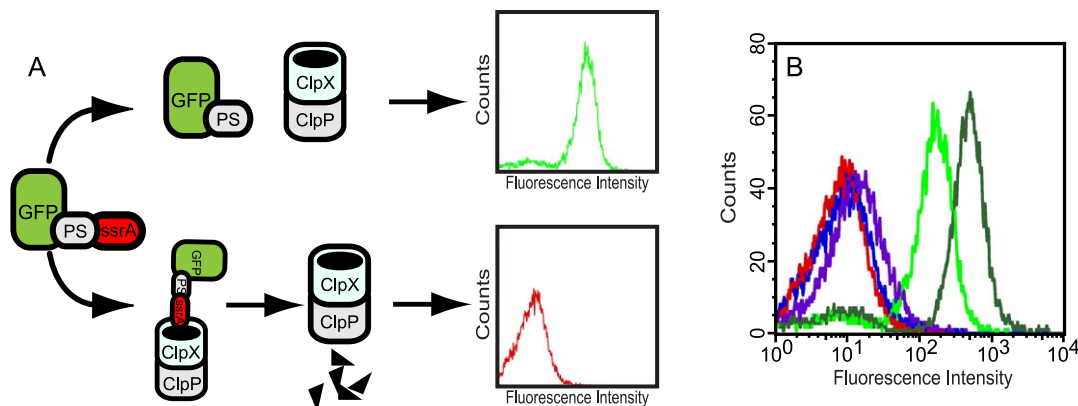 A
GFP
PS
ClpX
ClpP
Counts
Fluorescence Intensity
GFP
PS
ssrA
GFP
PS
ssrA
ClpX
ClpP
ClpX
ClpP
Counts
Fluorescence Intensity
B
80
60
40
20
0
Counts
10^0
10^1
10^2
10^3
10^4
Fluorescence Intensity